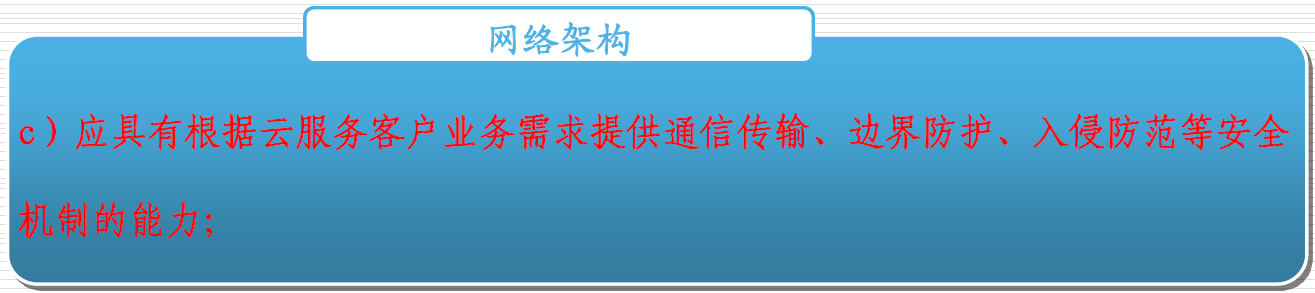 网络架构
c）应具有根据云服务客户业务需求提供通信传输、边界防护、入侵防范等安全
机制的能力；